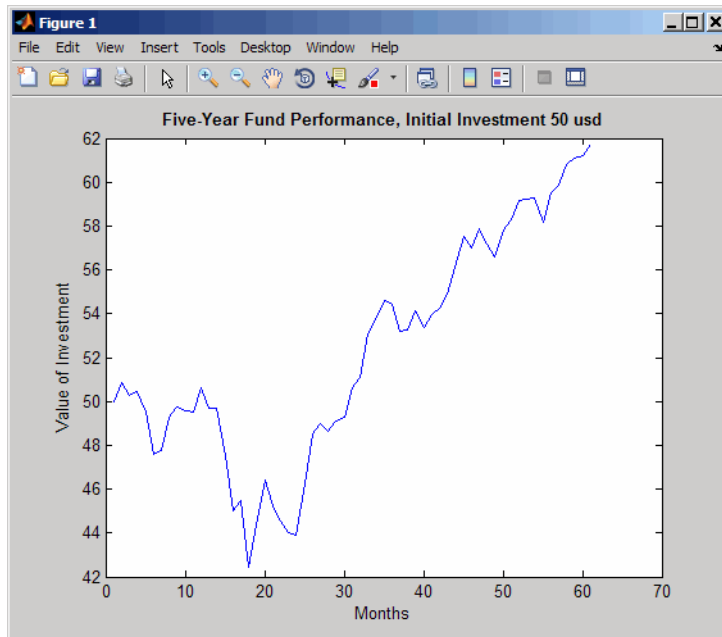 Figure 1
File Edit View Insert Tools Desktop Window Help
Five-Year Fund Performance, Initial Investment 50 usd
62
60
58
56
54
52
50
48
46
44
42
Value of Investment
0 10 20 30 40 50 60 70
Months